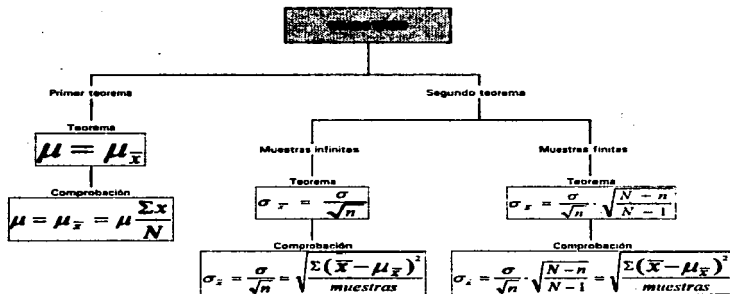 Primer teorema
Segundo teorema
Teorema
μ = μ_x̄
Comprobación
μ = μ_x̄ = μ Σx/N
Muestras infinitas
Teorema
σ_x̄ = σ/√n
Comprobación
σ_x̄ = σ/√n = √(Σ(x̄ − μ_x̄)²/muestras)
Muestras finitas
Teorema
σ_x̄ = σ/√n · √((N − n)/(N − 1))
Comprobación
σ_x̄ = σ/√n · √((N − n)/(N − 1)) = √(Σ(x̄ − μ_x̄)²/muestras)